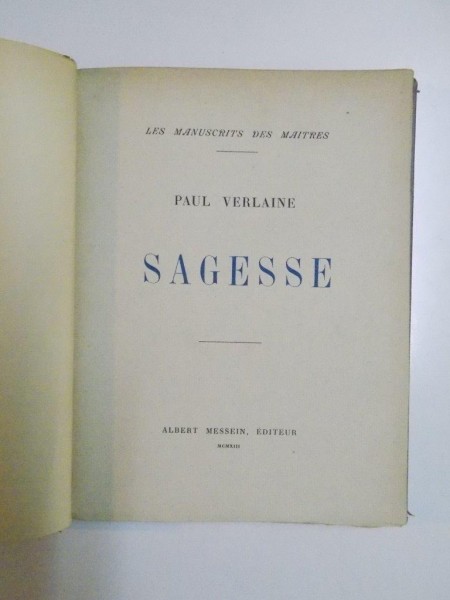 LES MANUSCRITS DES MAITRES
PAUL VERLAINE
SAGESSE
ALBERT MESSEIN, ÉDITEUR
MCMXIII